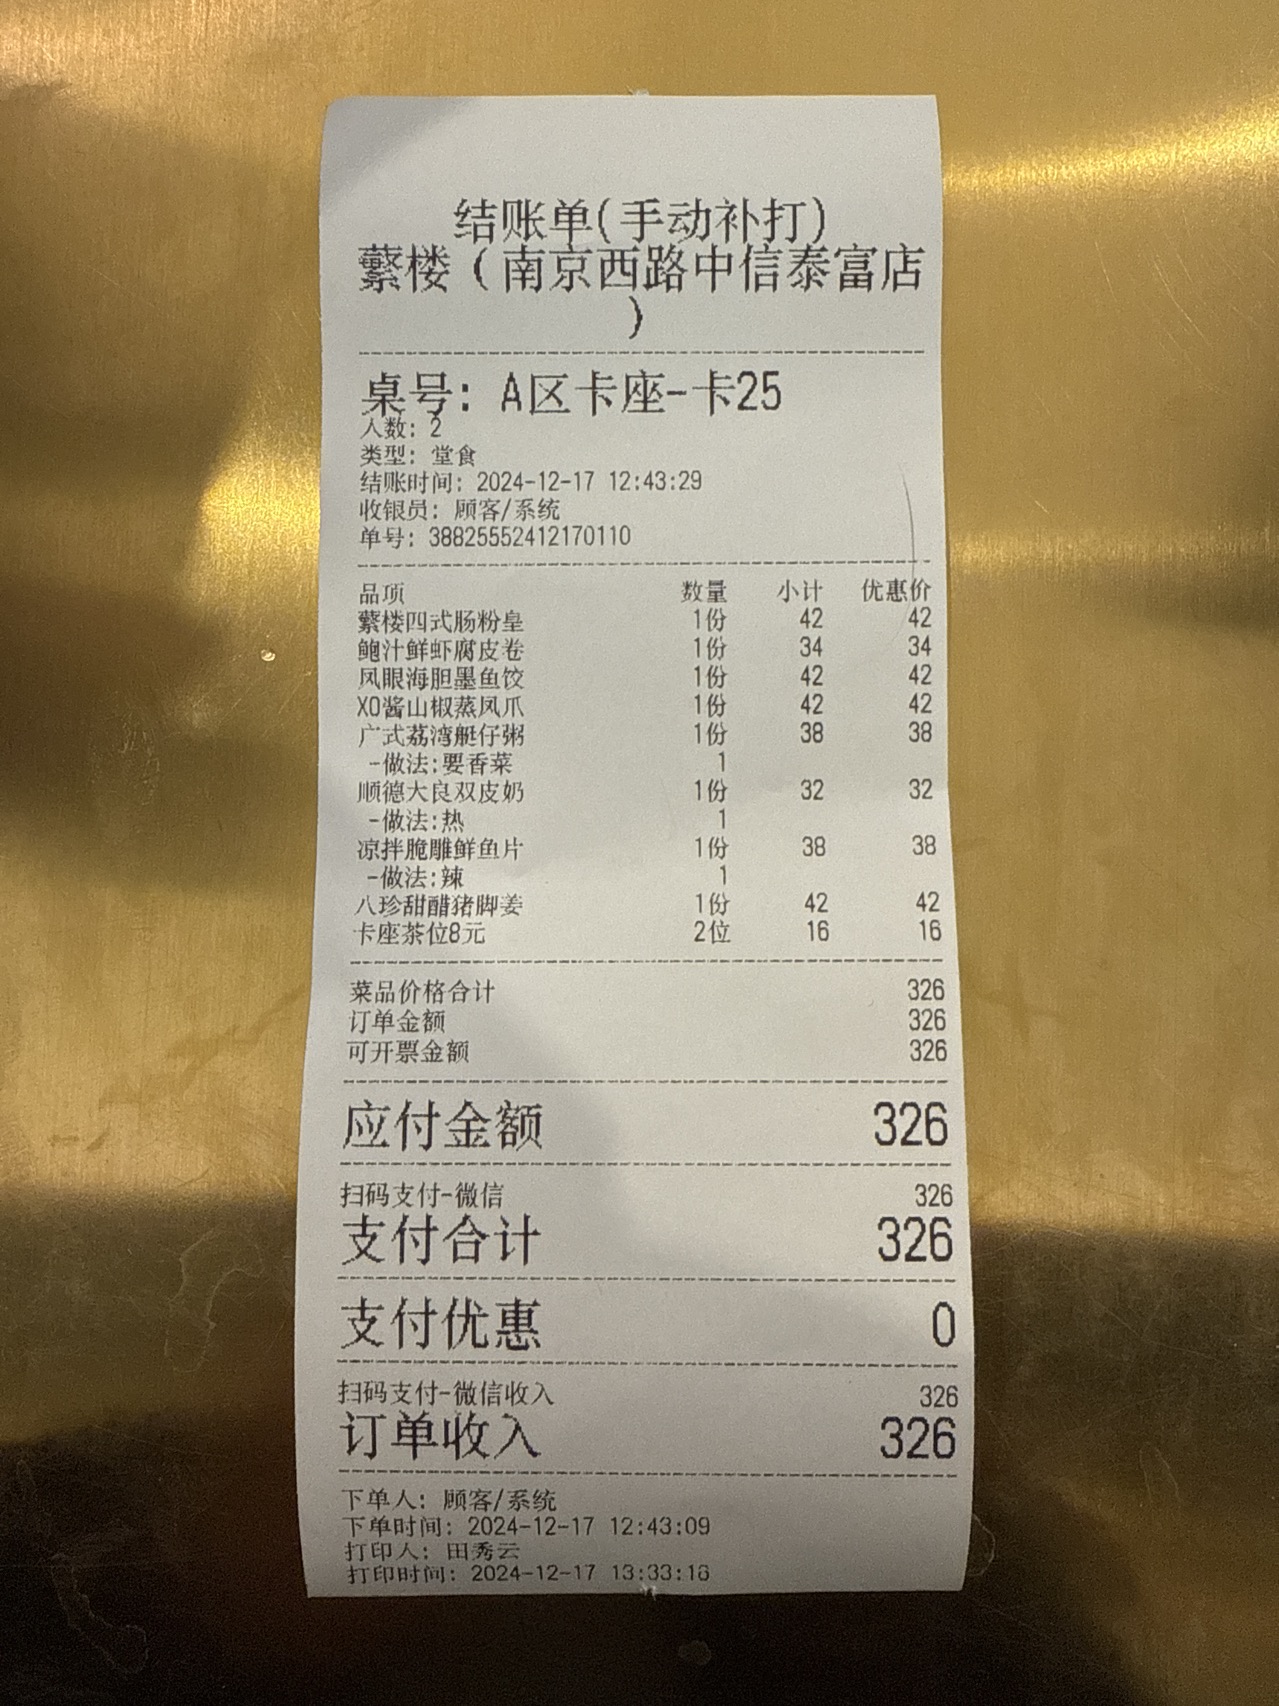 结账单(手动补打)
蘩楼（南京西路中信泰富店
）
桌号: A区卡座-卡25
人数: 2
类型: 堂食
结账时间: 2024-12-17 12:43:29
收银员: 顾客/系统
单号: 38825552412170110
品项 数量 小计 优惠价
蘩楼四式肠粉皇 1份 42 42
鲍汁鲜虾腐皮卷 1份 34 34
凤眼海胆墨鱼饺 1份 42 42
XO酱山椒蒸凤爪 1份 42 42
广式荔湾艇仔粥 1份 38 38
-做法:要香菜 1
顺德大良双皮奶 1份 32 32
-做法:热 1
凉拌脆雕鲜鱼片 1份 38 38
-做法:辣 1
八珍甜醋猪脚姜 1份 42 42
卡座茶位8元 2位 16 16
菜品价格合计 326
订单金额 326
可开票金额 326
应付金额 326
扫码支付-微信 326
支付合计 326
支付优惠 0
扫码支付-微信收入 326
订单收入 326
下单人: 顾客/系统
下单时间: 2024-12-17 12:43:09
打印人: 田秀云
打印时间: 2024-12-17 13:33:16